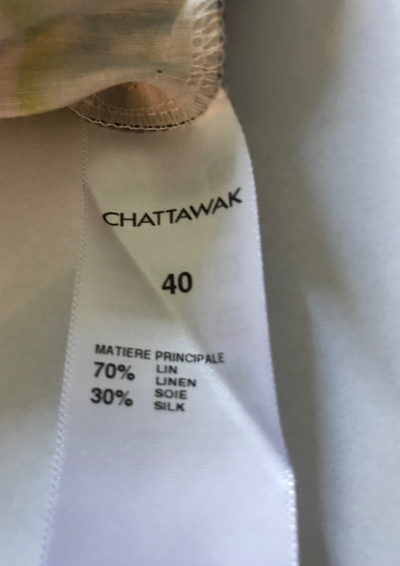 CHATTAWAK
40
MATIERE PRINCIPALE
70% LIN
LINEN
30% SOIE
SILK